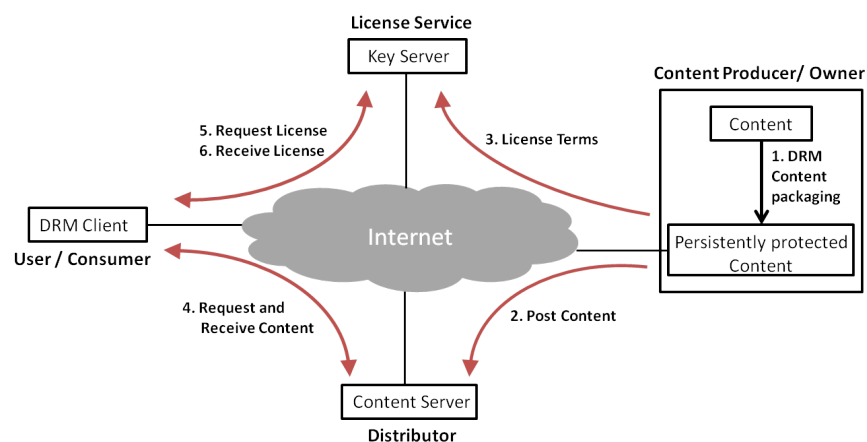 License Service
Key Server
Content Producer/ Owner
Content
1. DRM
Content
packaging
Persistently protected
Content
5. Request License
6. Receive License
3. License Terms
DRM Client
User / Consumer
Internet
4. Request and
Receive Content
2. Post Content
Content Server
Distributor